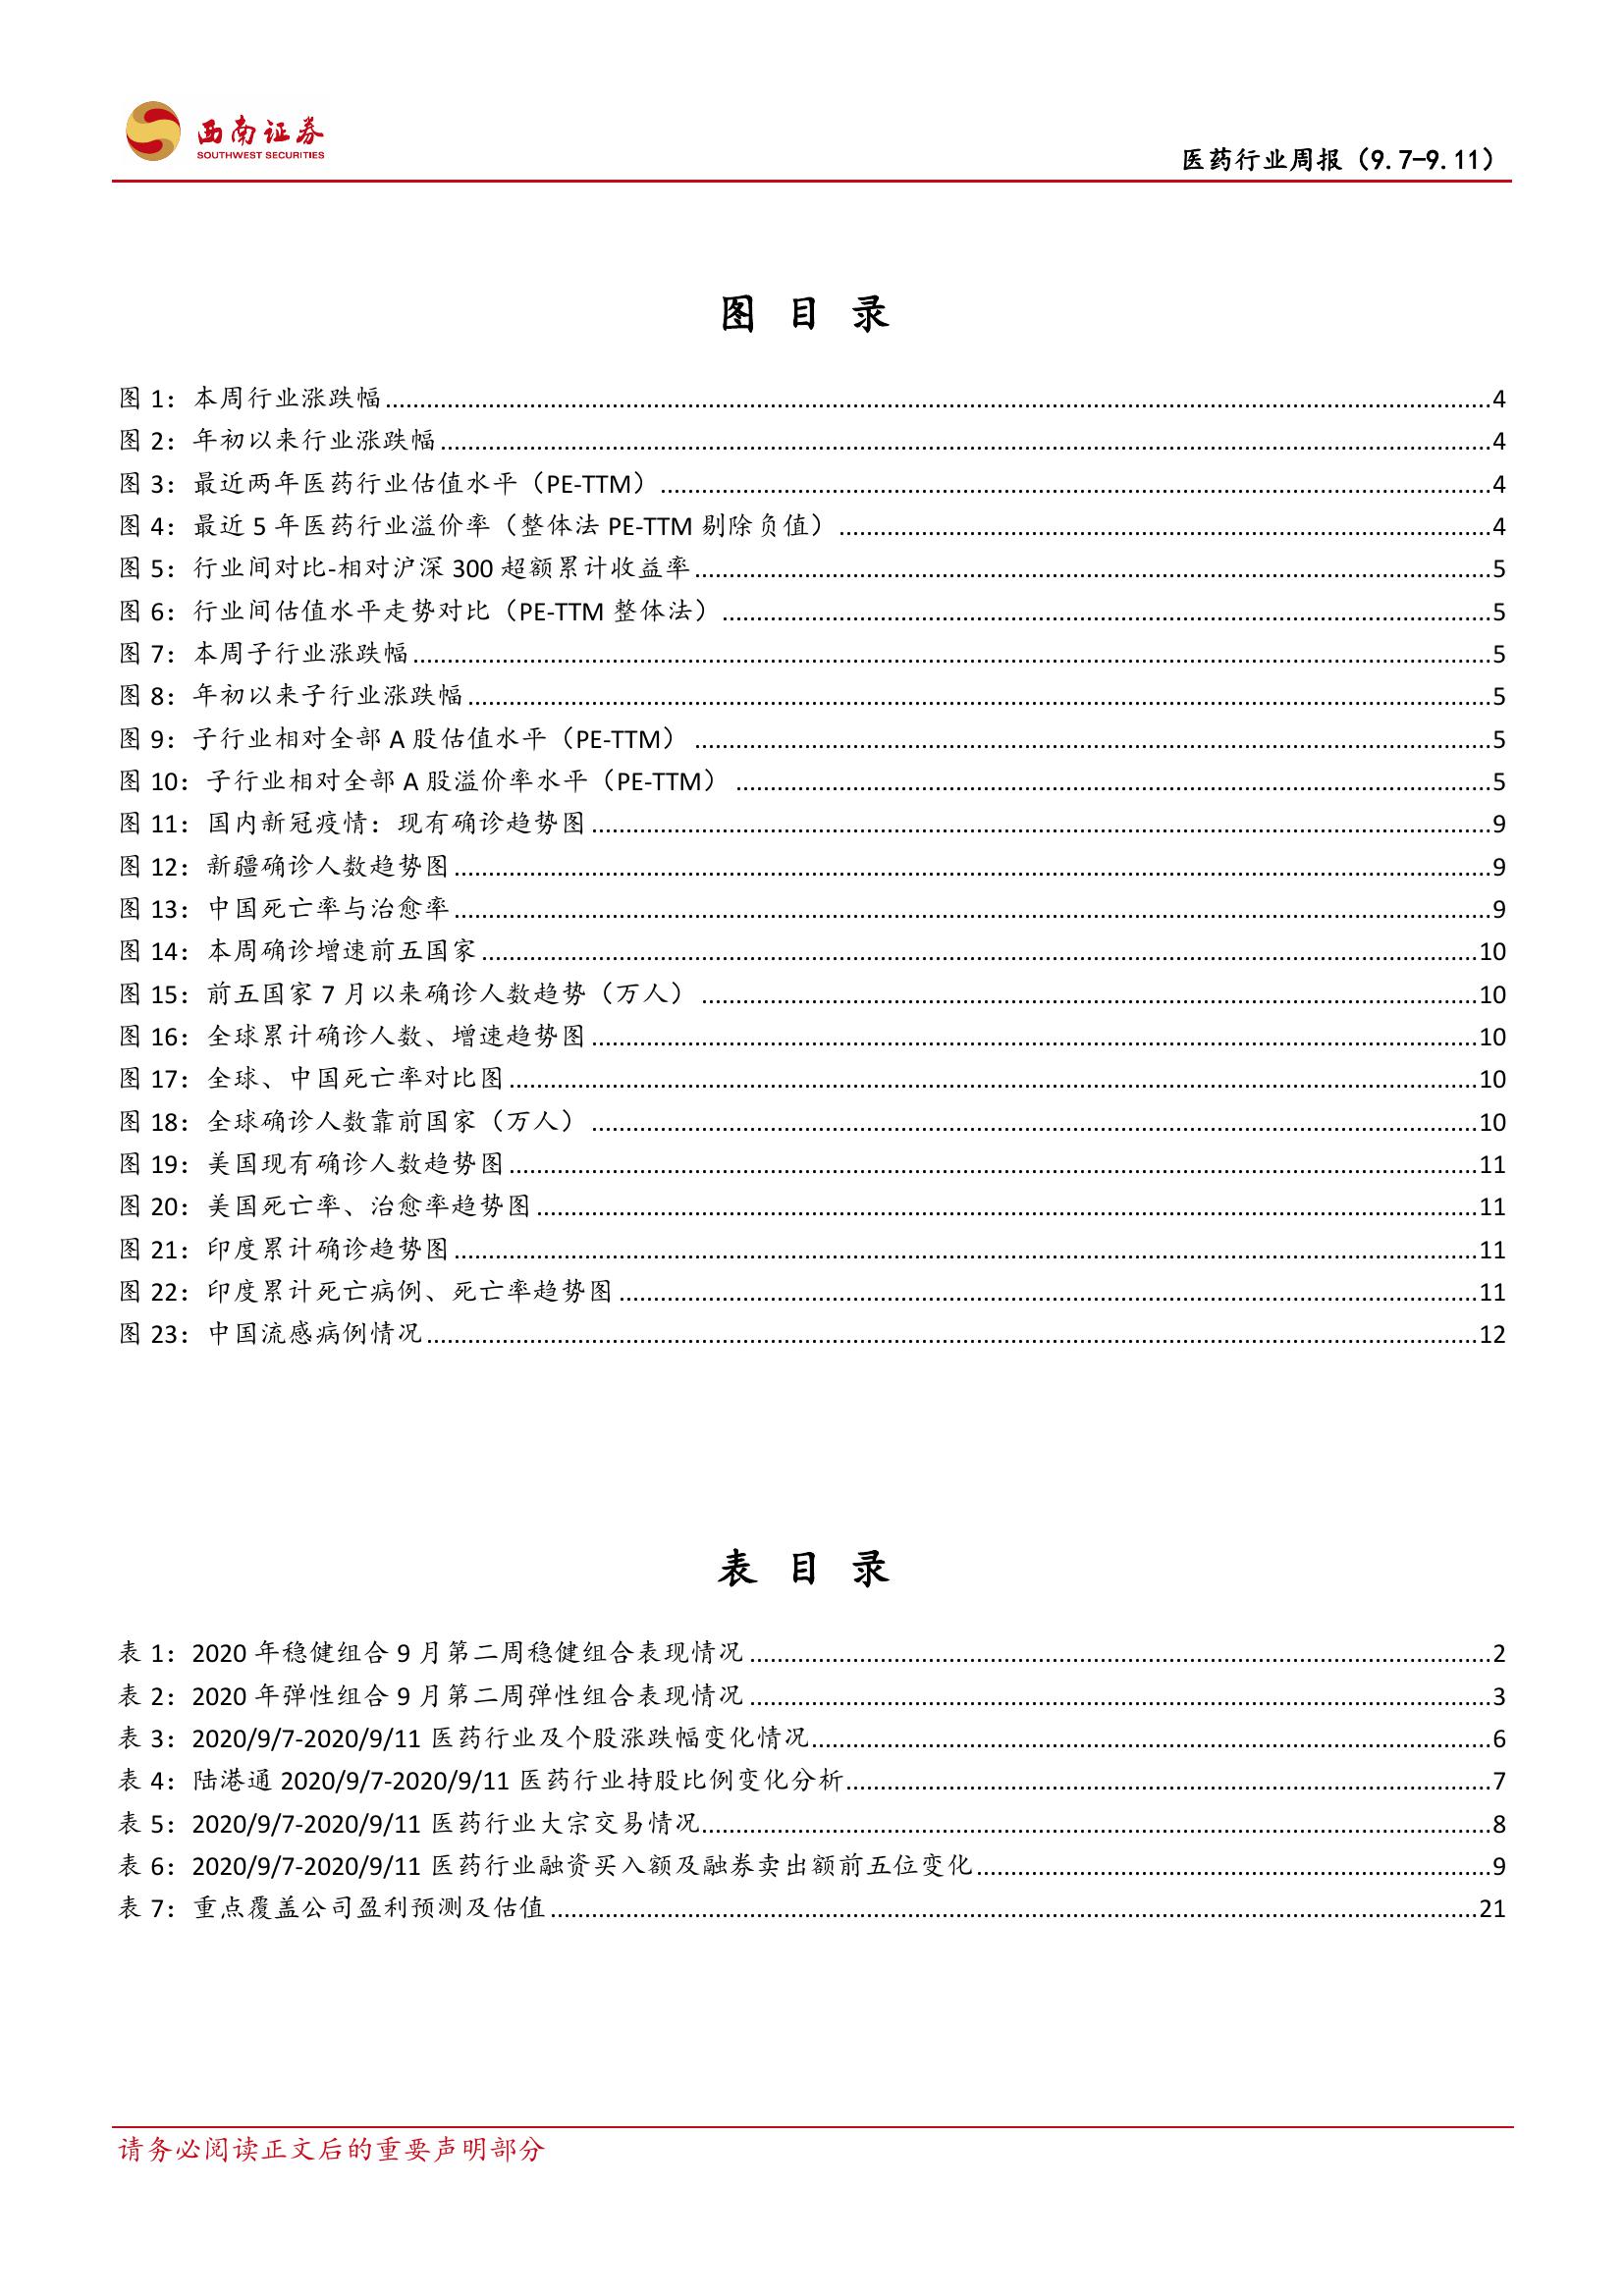 西南证券
SOUTHWEST SECURITIES
医药行业周报（9.7-9.11）
图 目 录
图 1：本周行业涨跌幅........................4
图 2：年初以来行业涨跌幅........................4
图 3：最近两年医药行业估值水平（PE-TTM）........................4
图 4：最近 5 年医药行业溢价率（整体法 PE-TTM 剔除负值）........................4
图 5：行业间对比-相对沪深 300 超额累计收益率........................5
图 6：行业间估值水平走势对比（PE-TTM 整体法）........................5
图 7：本周子行业涨跌幅........................5
图 8：年初以来子行业涨跌幅........................5
图 9：子行业相对全部 A 股估值水平（PE-TTM）........................5
图 10：子行业相对全部 A 股溢价率水平（PE-TTM）........................5
图 11：国内新冠疫情：现有确诊趋势图........................9
图 12：新疆确诊人数趋势图........................9
图 13：中国死亡率与治愈率........................9
图 14：本周确诊增速前五国家........................10
图 15：前五国家 7 月以来确诊人数趋势（万人）........................10
图 16：全球累计确诊人数、增速趋势图........................10
图 17：全球、中国死亡率对比图........................10
图 18：全球确诊人数靠前国家（万人）........................10
图 19：美国现有确诊人数趋势图........................11
图 20：美国死亡率、治愈率趋势图........................11
图 21：印度累计确诊趋势图........................11
图 22：印度累计死亡病例、死亡率趋势图........................11
图 23：中国流感病例情况........................12
表 目 录
表 1：2020 年稳健组合 9 月第二周稳健组合表现情况........................2
表 2：2020 年弹性组合 9 月第二周弹性组合表现情况........................3
表 3：2020/9/7-2020/9/11 医药行业及个股涨跌幅变化情况........................6
表 4：陆港通 2020/9/7-2020/9/11 医药行业持股比例变化分析........................7
表 5：2020/9/7-2020/9/11 医药行业大宗交易情况........................8
表 6：2020/9/7-2020/9/11 医药行业融资买入额及融券卖出额前五位变化........................9
表 7：重点覆盖公司盈利预测及估值........................21
请务必阅读正文后的重要声明部分